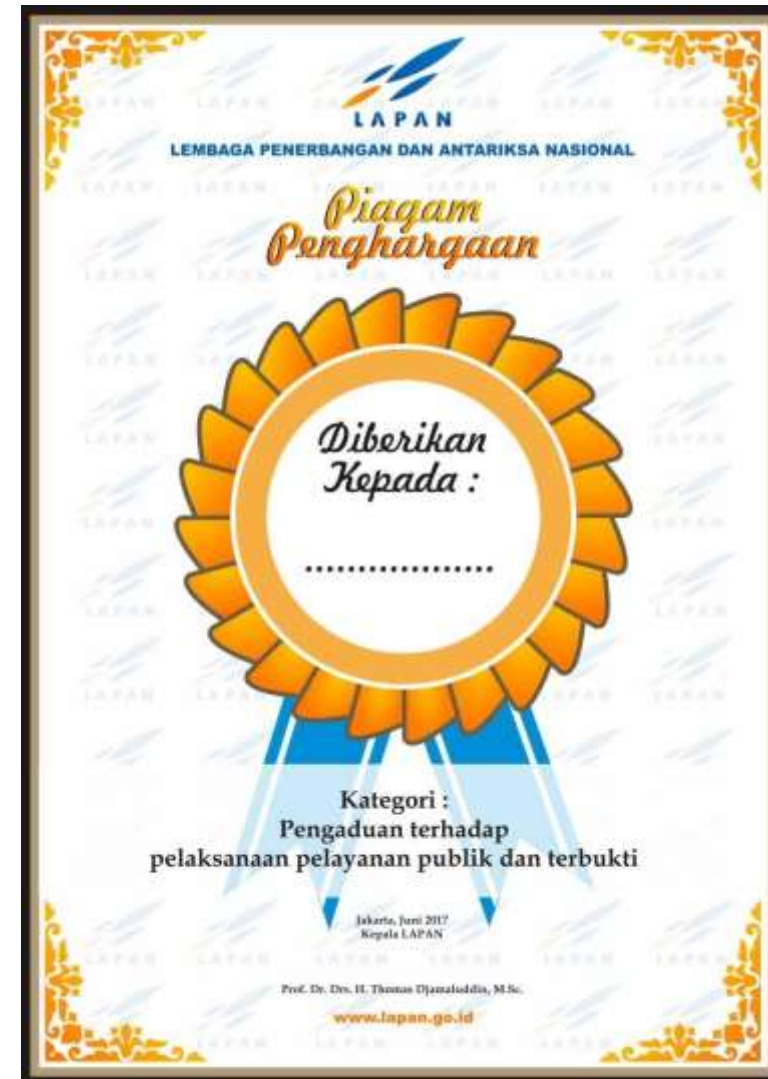 LAPAN
LEMBAGA PENERBANGAN DAN ANTARIKSA NASIONAL
Piagam
Penghargaan
Diberikan
Kepada :
..................
Kategori :
Pengaduan terhadap
pelaksanaan pelayanan publik dan terbukti
Jakarta, Juni 2017
Kepala LAPAN
Prof. Dr. Drs. H. Thomas Djamaluddin, M.Sc.
www.lapan.go.id